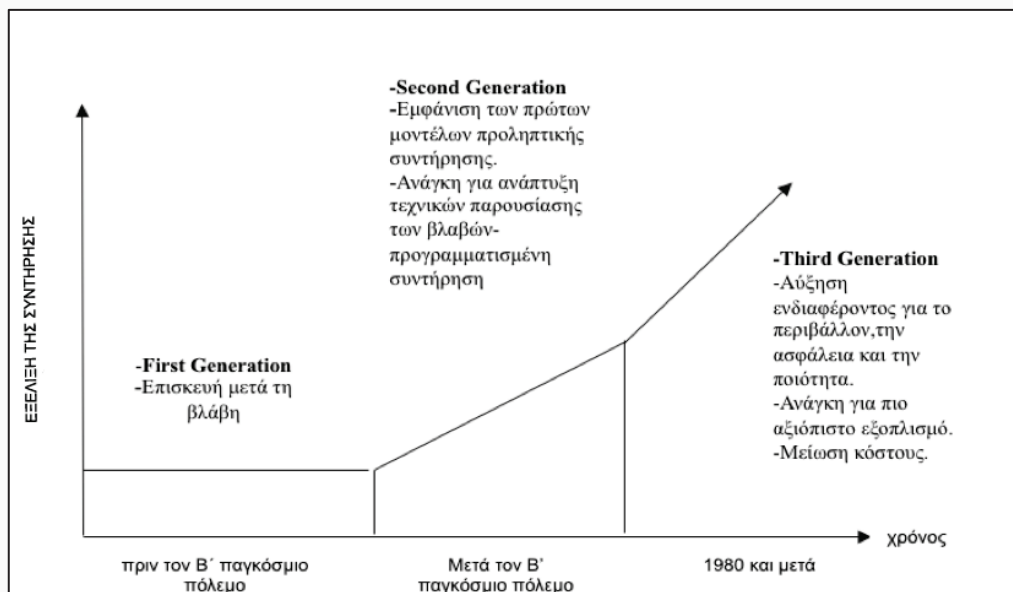 -Second Generation
-Εμφάνιση των πρώτων
μοντέλων προληπτικής
συντήρησης.
-Ανάγκη για ανάπτυξη
τεχνικών παρουσίασης
των βλαβών-
προγραμματισμένη
συντήρηση
-Third Generation
-Αύξηση
ενδιαφέροντος για το
περιβάλλον,την
ασφάλεια και την
ποιότητα.
-Ανάγκη για πιο
αξιόπιστο εξοπλισμό.
-Μείωση κόστους.
-First Generation
-Επισκευή μετά τη
βλάβη
ΕΞΕΛΙΞΗ ΤΗΣ ΣΥΝΤΗΡΗΣΗΣ
χρόνος
πριν τον Β΄ παγκόσμιο
πόλεμο
Μετά τον Β'
παγκόσμιο πόλεμο
1980 και μετά